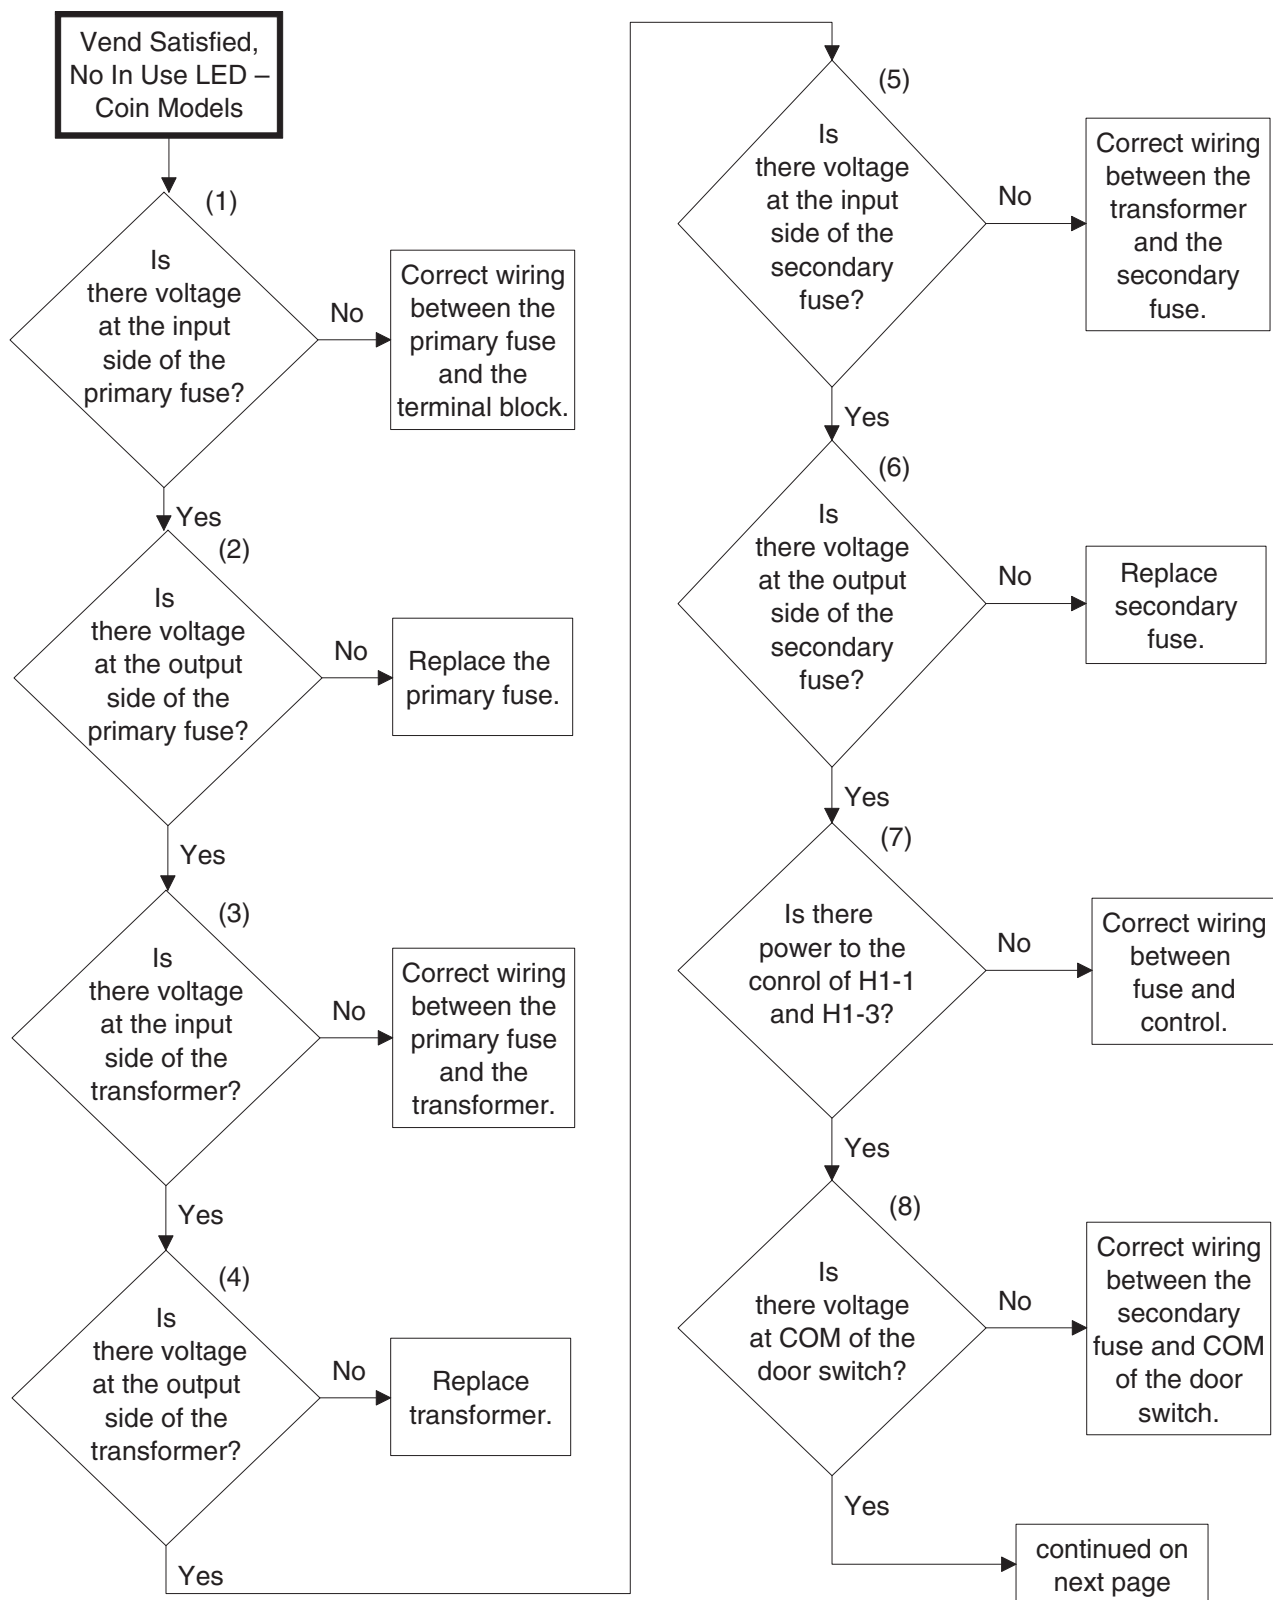 Vend Satisfied,
No In Use LED –
Coin Models
(1)
Is
there voltage
at the input
side of the
primary fuse?
No
Correct wiring
between the
primary fuse
and the
terminal block.
Yes
(2)
Is
there voltage
at the output
side of the
primary fuse?
No
Replace the
primary fuse.
Yes
(3)
Is
there voltage
at the input
side of the
transformer?
No
Correct wiring
between the
primary fuse
and the
transformer.
Yes
(4)
Is
there voltage
at the output
side of the
transformer?
No
Replace
transformer.
Yes
(5)
Is
there voltage
at the input
side of the
secondary
fuse?
No
Correct wiring
between the
transformer
and the
secondary
fuse.
Yes
(6)
Is
there voltage
at the output
side of the
secondary
fuse?
No
Replace
secondary
fuse.
Yes
(7)
Is there
power to the
conrol of H1-1
and H1-3?
No
Correct wiring
between
fuse and
control.
Yes
(8)
Is
there voltage
at COM of the
door switch?
No
Correct wiring
between the
secondary
fuse and COM
of the door
switch.
Yes
continued on
next page